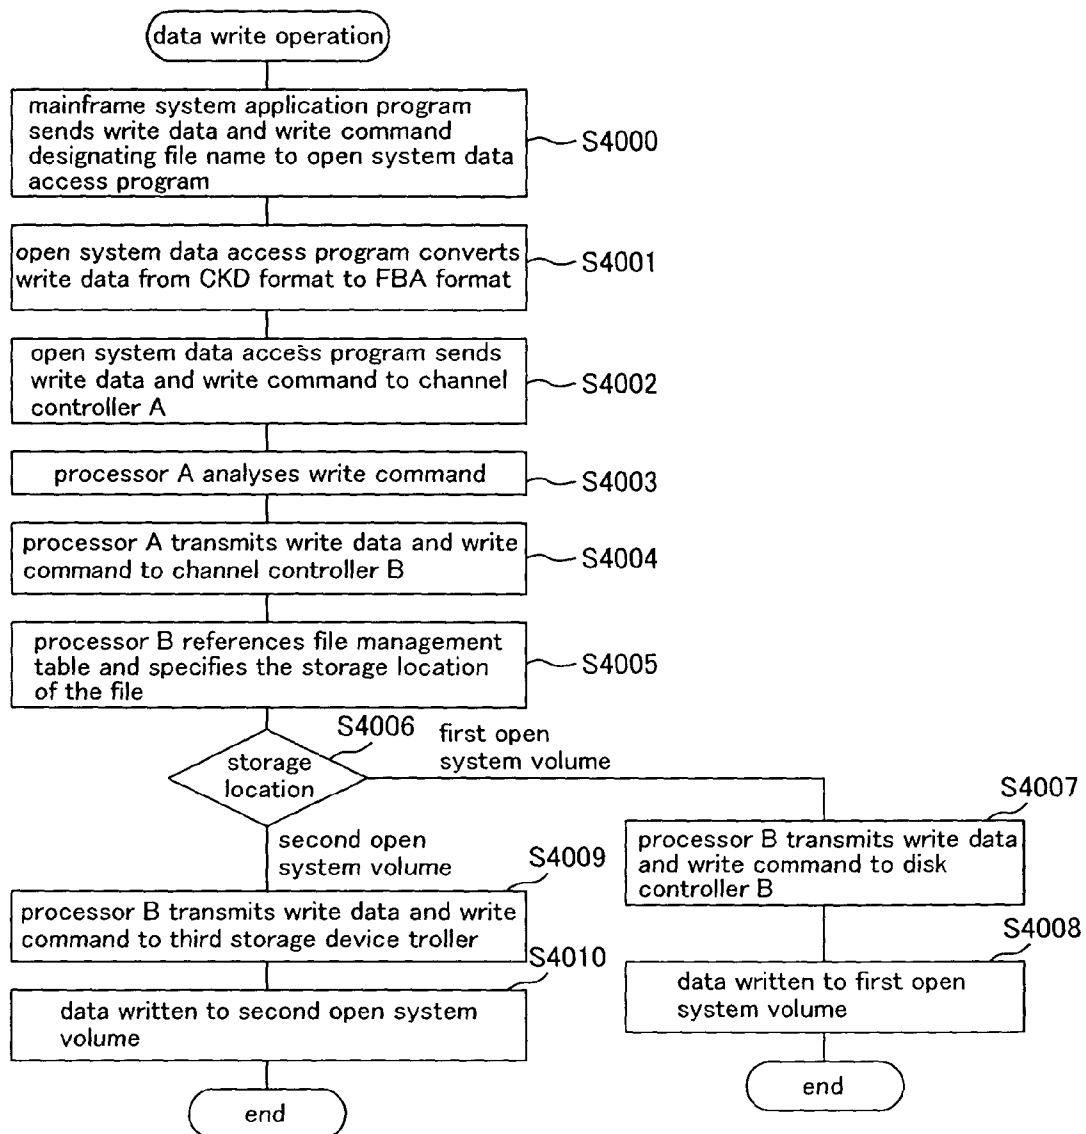 data write operation
mainframe system application program
sends write data and write command
designating file name to open system data
access program
S4000
open system data access program converts
write data from CKD format to FBA format
S4001
open system data access program sends
write data and write command to channel
controller A
S4002
processor A analyses write command
S4003
processor A transmits write data and write
command to channel controller B
S4004
processor B references file management
table and specifies the storage location
of the file
S4005
S4006
storage
location
first open
system volume
second open
system volume
S4007
processor B transmits write data
and write command to disk
controller B
S4009
processor B transmits write data and write
command to third storage device troller
S4008
data written to first open
system volume
S4010
data written to second open system
volume
end
end